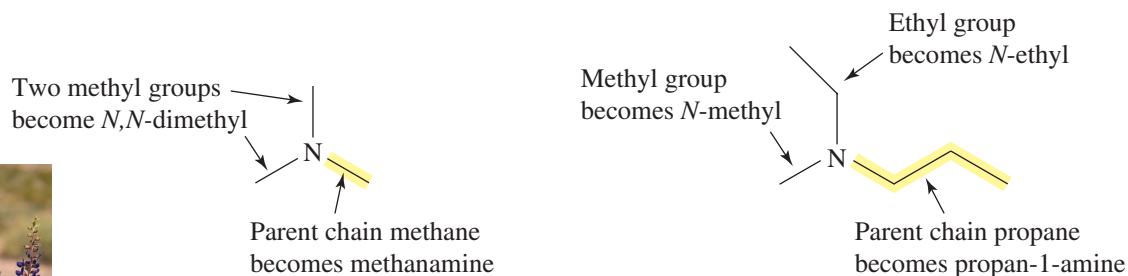 Two methyl groups
become N,N-dimethyl
N
Parent chain methane
becomes methanamine
Ethyl group
becomes N-ethyl
Methyl group
becomes N-methyl
N
Parent chain propane
becomes propan-1-amine